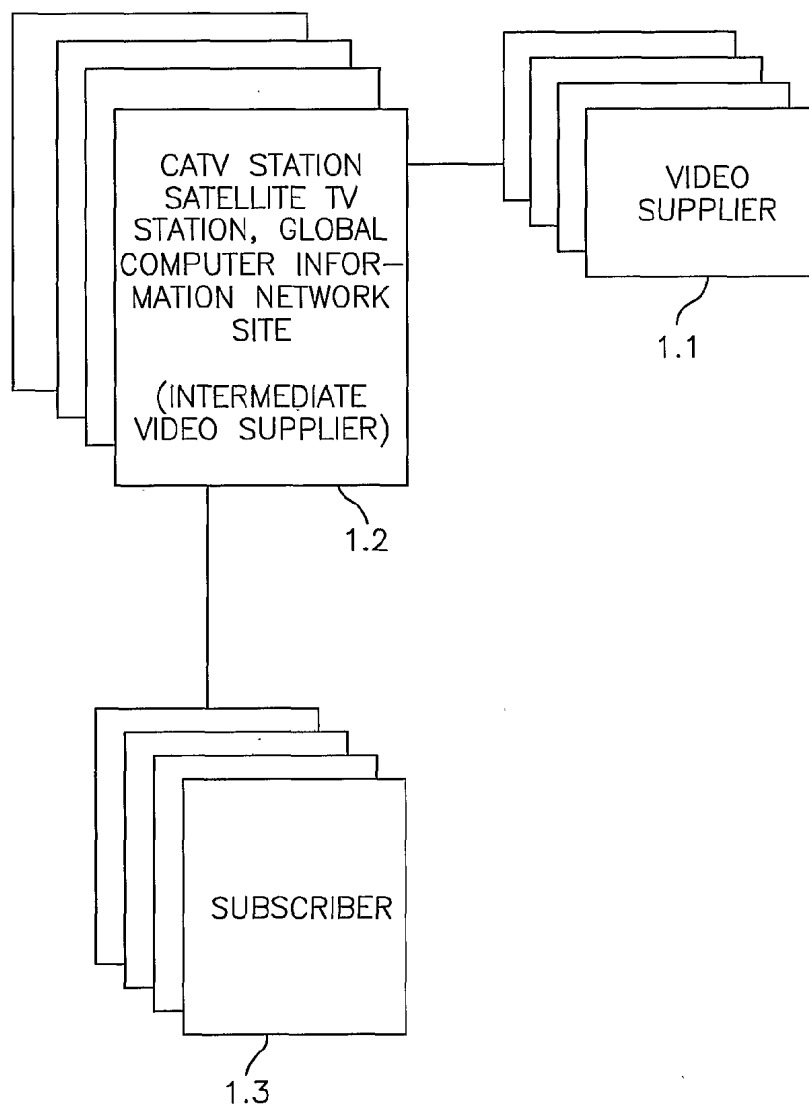 CATV STATION
SATELLITE TV
STATION, GLOBAL
COMPUTER INFOR-
MATION NETWORK
SITE
(INTERMEDIATE
VIDEO SUPPLIER)
1.2
VIDEO
SUPPLIER
1.1
SUBSCRIBER
1.3